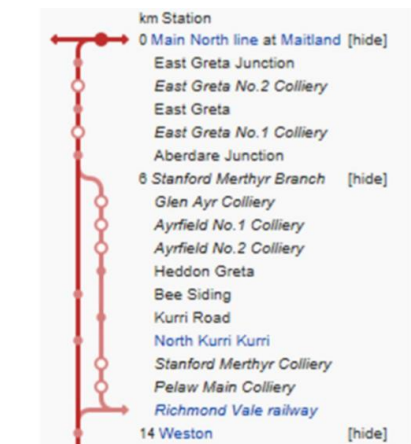 km Station
0 Main North line at Maitland [hide]
East Greta Junction
East Greta No.2 Colliery
East Greta
East Greta No.1 Colliery
Aberdare Junction
6 Stanford Merthyr Branch [hide]
Glen Ayr Colliery
Ayrfield No.1 Colliery
Ayrfield No.2 Colliery
Heddon Greta
Bee Siding
Kurri Road
North Kurri Kurri
Stanford Merthyr Colliery
Pelaw Main Colliery
Richmond Vale railway
14 Weston [hide]